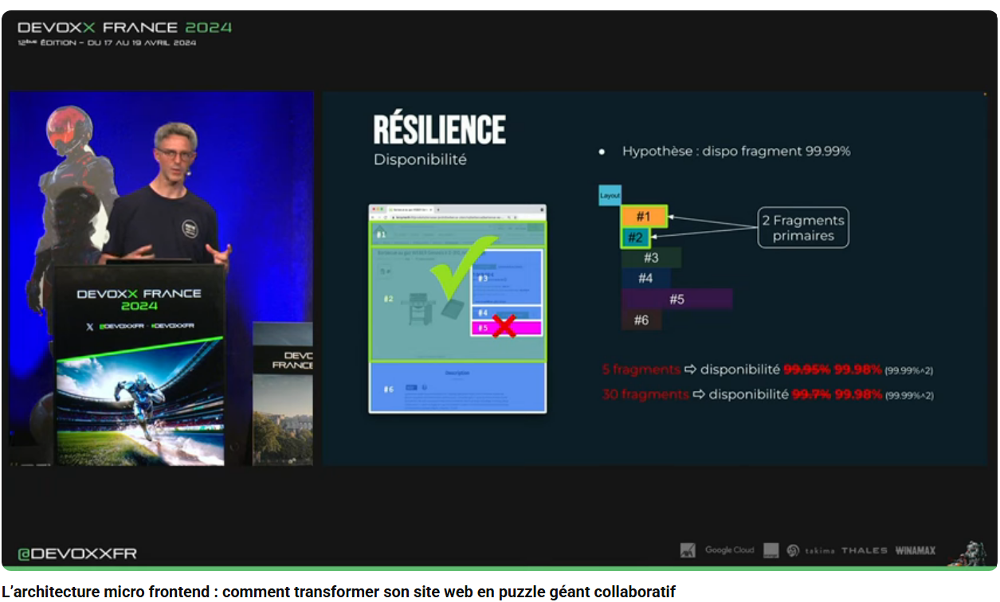 DEVOXX FRANCE 2024
12ème ÉDITION – DU 17 AU 19 AVRIL 2024
DEVOXX FRANCE
2024
@DEVOXXFR · #DEVOXXFR
DEVO
FRANCE
RÉSILIENCE
Disponibilité
#1
#2
#3
#4
#5
Description
#6
Hypothèse : dispo fragment 99.99%
Layout
#1
#2
#3
#4
#5
#6
2 Fragments
primaires
5 fragments ⇨ disponibilité 99.95% 99.98% (99.99%^2)
30 fragments ⇨ disponibilité 99.7% 99.98% (99.99%^2)
@DEVOXXFR
Google Cloud takima THALES WINAMAX
L’architecture micro frontend : comment transformer son site web en puzzle géant collaboratif